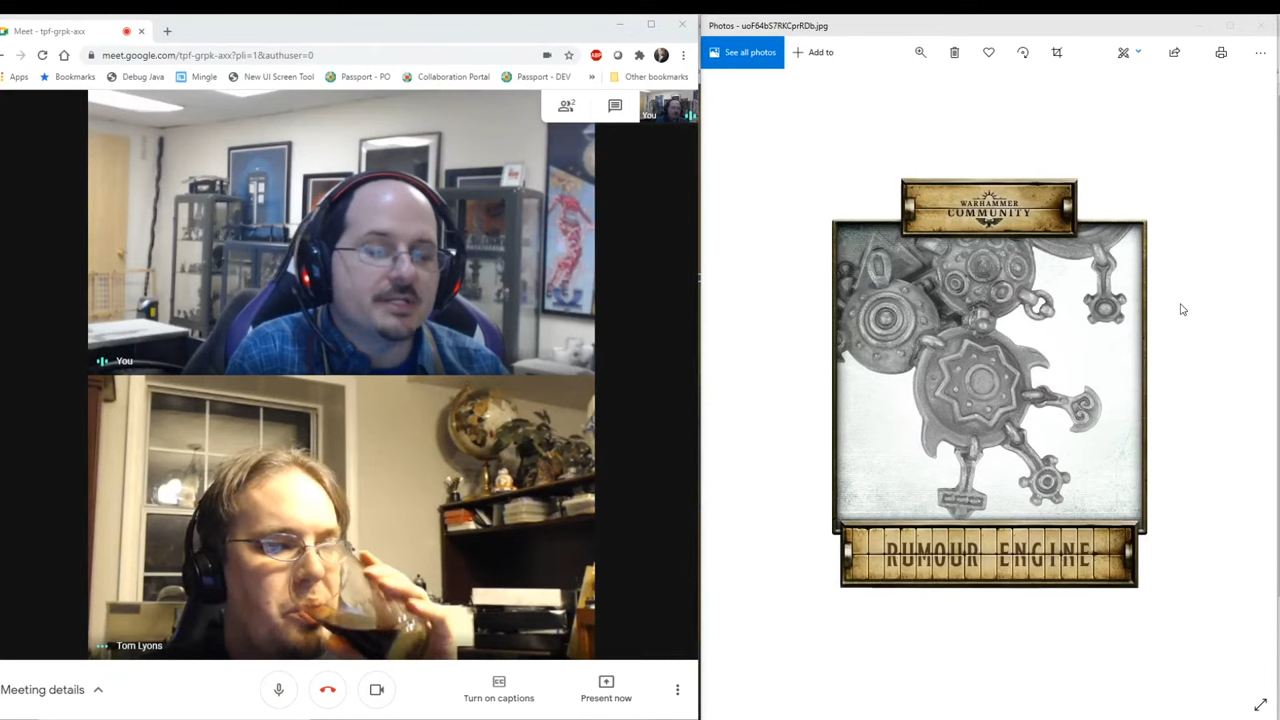 Meet - tpf-grpk-axx
Photos - uoF64bS7RKCprRDb.jpg
meet.google.com/tpf-grpk-axx?pli=1&authuser=0
ABP
See all photos
Add to
Apps
Bookmarks
Debug Java
Mingle
New UI Screen Tool
Passport - PO
Collaboration Portal
Passport - DEV
»
Other bookmarks
2
You
You
Tom Lyons
WARHAMMER
COMMUNITY
RUMOUR ENGINE
Meeting details
Turn on captions
Present now